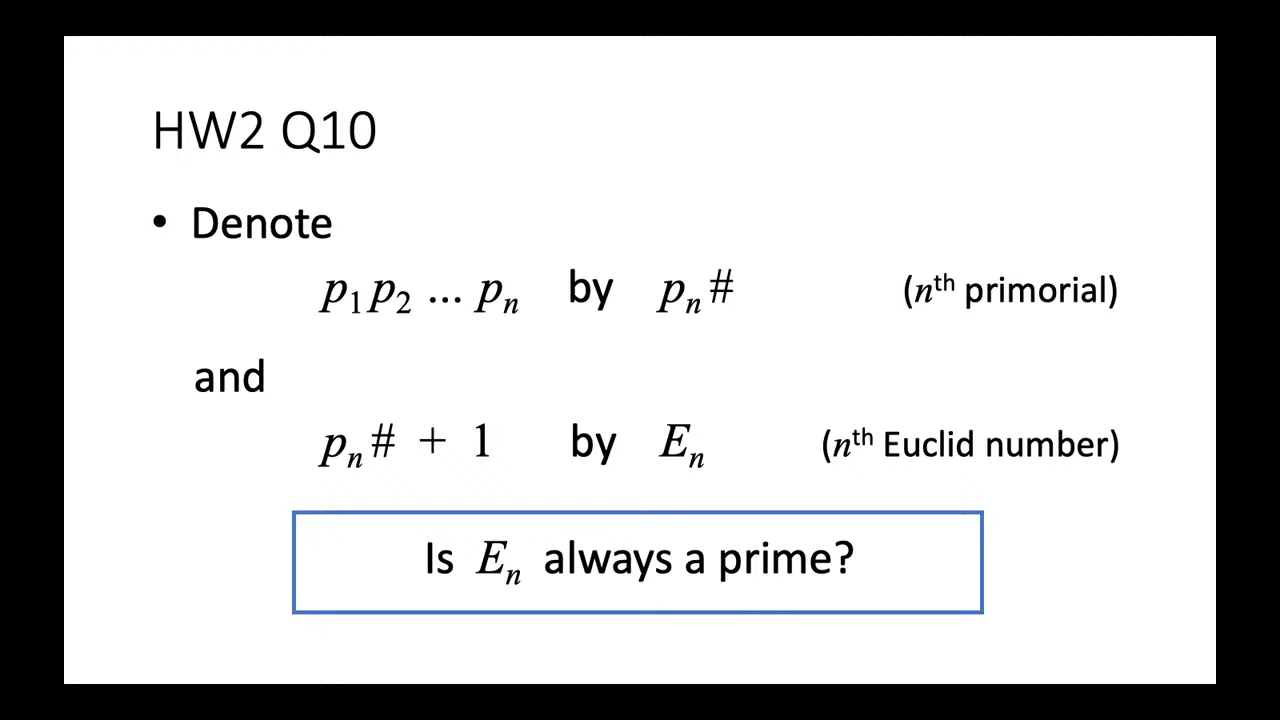 HW2 Q10
• Denote
p₁p₂ ... pₙ by pₙ# (nᵗʰ primorial)
and
pₙ# + 1 by Eₙ (nᵗʰ Euclid number)
Is Eₙ always a prime?